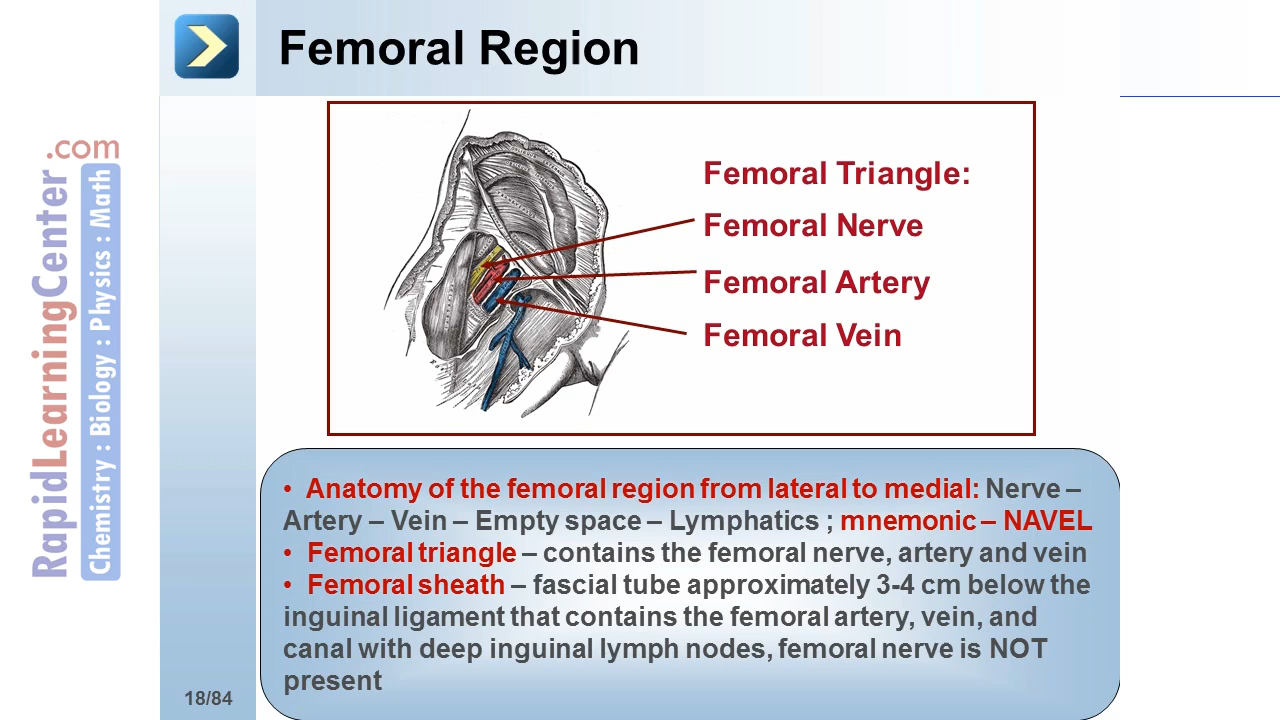 Femoral Region
RapidLearningCenter.com
Chemistry : Biology : Physics : Math
Femoral Triangle:
Femoral Nerve
Femoral Artery
Femoral Vein
• Anatomy of the femoral region from lateral to medial: Nerve –
Artery – Vein – Empty space – Lymphatics ; mnemonic – NAVEL
• Femoral triangle – contains the femoral nerve, artery and vein
• Femoral sheath – fascial tube approximately 3-4 cm below the
inguinal ligament that contains the femoral artery, vein, and
canal with deep inguinal lymph nodes, femoral nerve is NOT
present
18/84